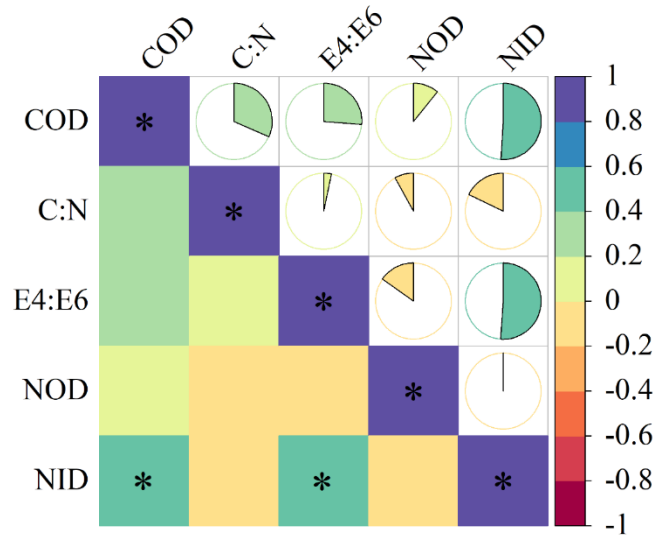 COD C:N E4:E6 NOD NID
COD * 
C:N * 
E4:E6 * 
NOD * 
NID * * *
1
0.8
0.6
0.4
0.2
0
-0.2
-0.4
-0.6
-0.8
-1